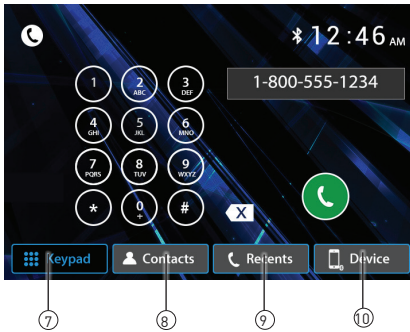 12:46 AM
1-800-555-1234
1
2 ABC
3 DEF
4 GHI
5 JKL
6 MNO
7 PQRS
8 TUV
9 WXYZ
*
0 +
#
X
Keypad
Contacts
Recents
Device
7
8
9
10